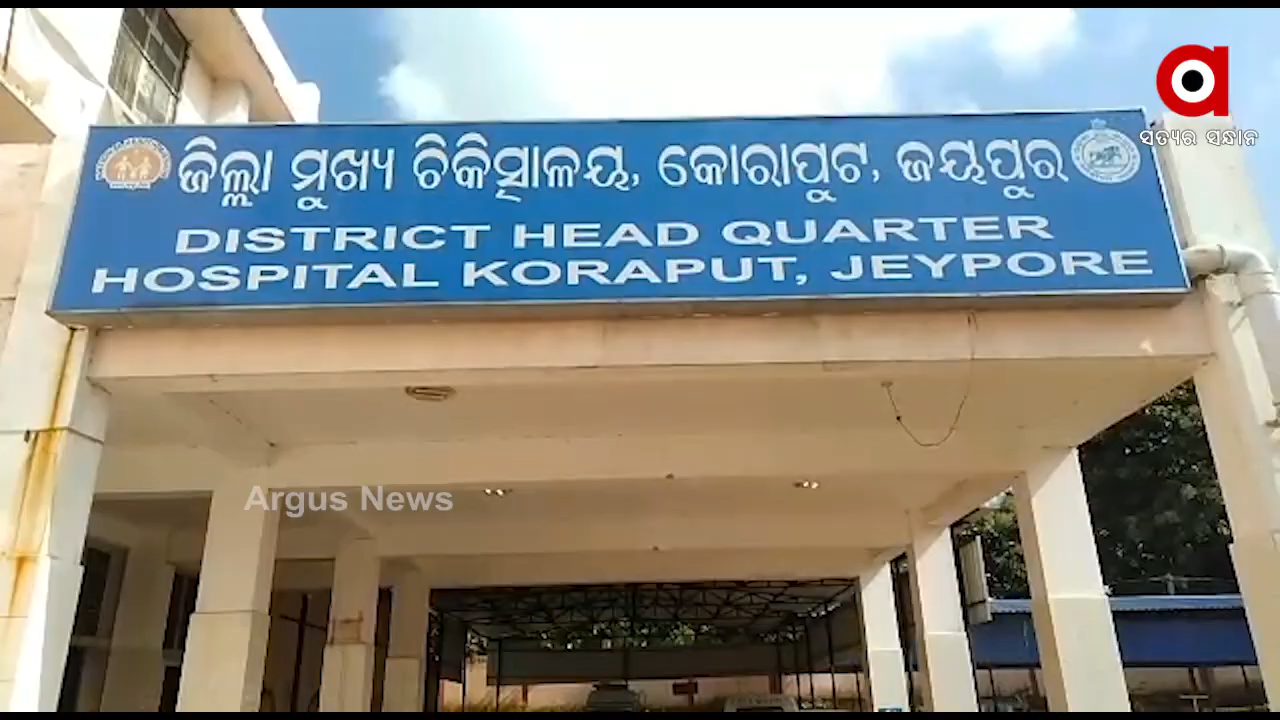 ସତ୍ୟର ସନ୍ଧାନ
ଜିଲ୍ଲା ମୁଖ୍ୟ ଚିକିତ୍ସାଳୟ, କୋରାପୁଟ, ଜୟପୁର
DISTRICT HEAD QUARTER
HOSPITAL KORAPUT, JEYPORE
Argus News